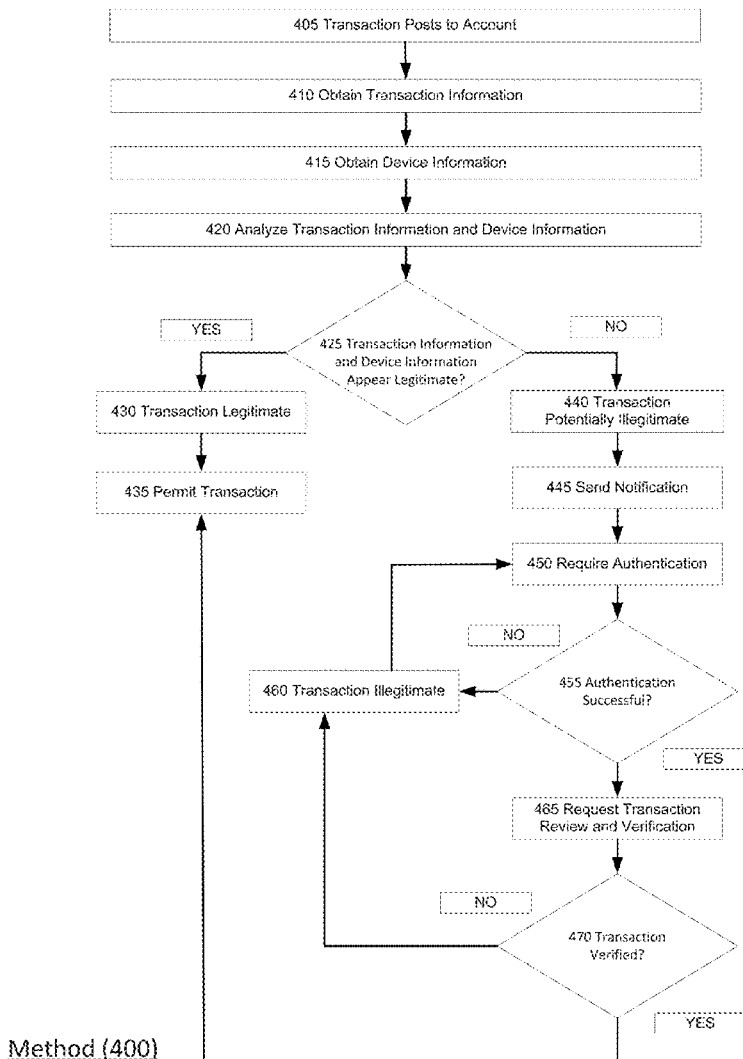 405 Transaction Posts to Account
410 Obtain Transaction Information
415 Obtain Device Information
420 Analyze Transaction Information and Device Information
YES
425 Transaction Information
and Device Information
Appear Legitimate?
NO
430 Transaction Legitimate
440 Transaction
Potentially Illegitimate
435 Permit Transaction
445 Send Notification
450 Require Authentication
NO
460 Transaction Illegitimate
455 Authentication
Successful?
YES
465 Request Transaction
Review and Verification
NO
470 Transaction
Verified?
YES
Method (400)